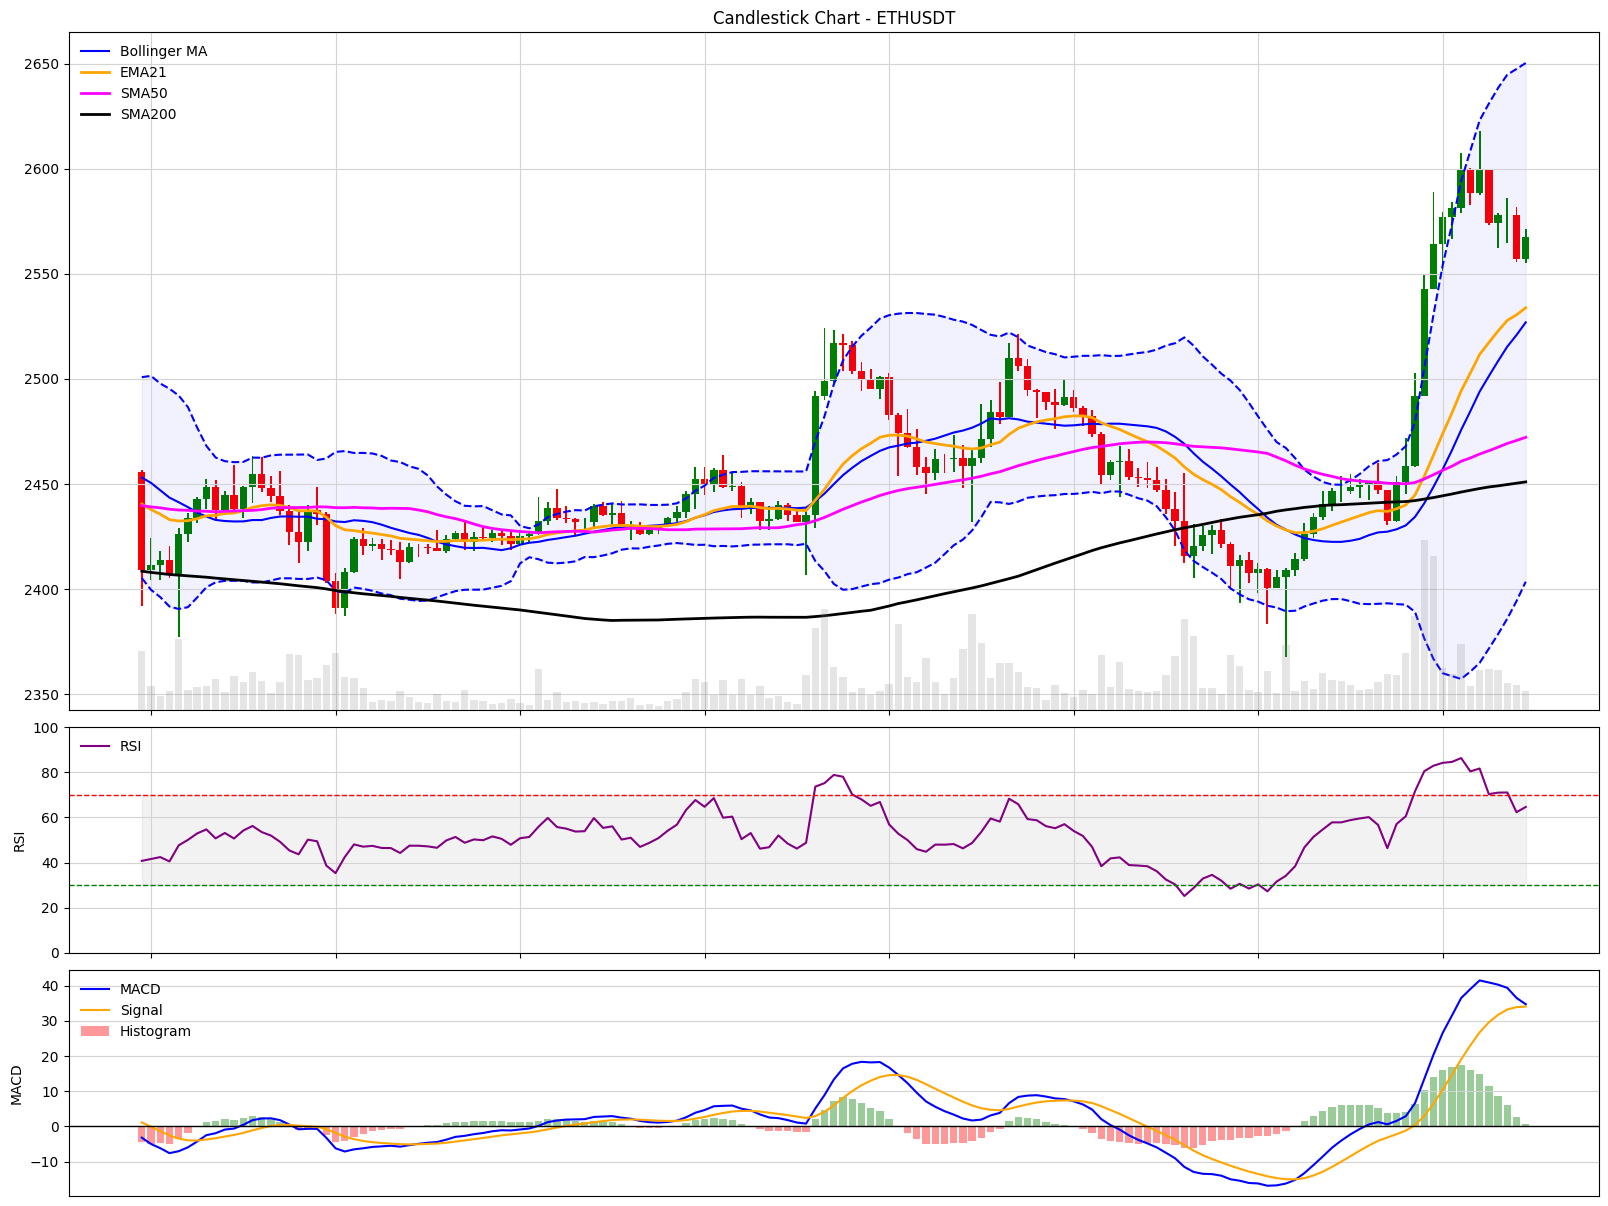 Candlestick Chart - ETHUSDT
Bollinger MA
EMA21
SMA50
SMA200
2650
2600
2550
2500
2450
2400
2350
RSI
100
80
60
40
20
0
RSI
MACD
Signal
Histogram
40
30
20
10
0
−10
MACD